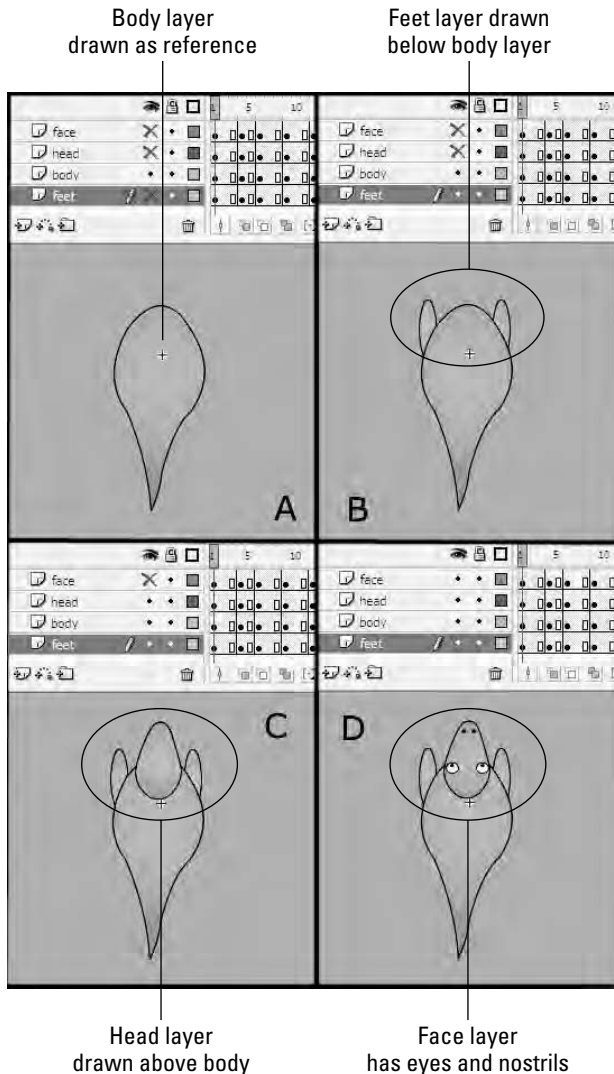 Body layer
drawn as reference
Feet layer drawn
below body layer
1 5 10
face
head
body
feet
1 5 10
face
head
body
feet
A
B
5 10
face
head
body
feet
5 10
face
head
body
feet
C
D
Head layer
drawn above body
Face layer
has eyes and nostrils